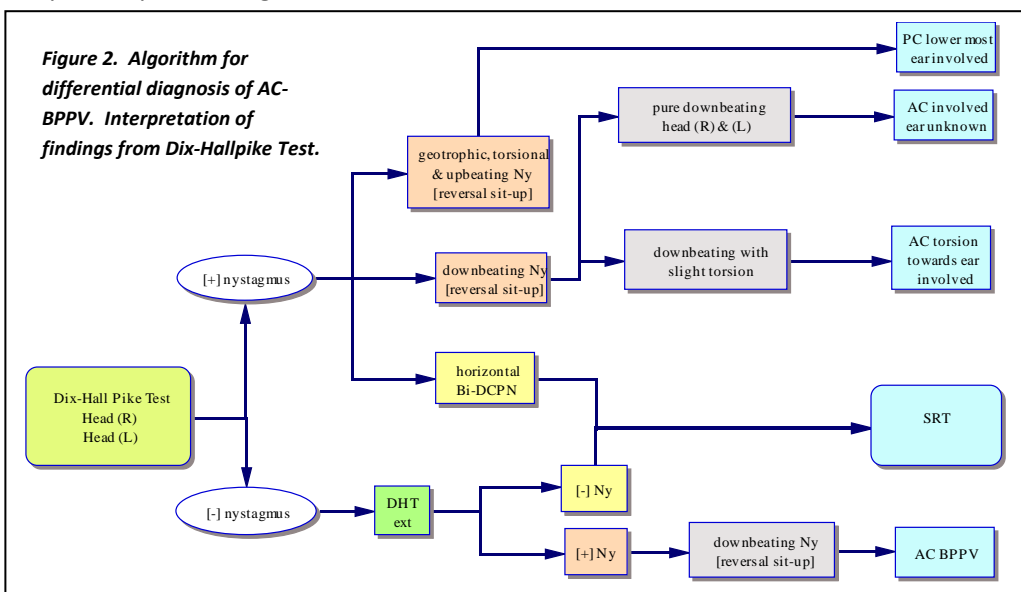 Figure 2. Algorithm for
differential diagnosis of AC-
BPPV. Interpretation of
findings from Dix-Hallpike Test.
PC lower most
ear involved
pure downbeating
head (R) & (L)
AC involved
ear unknown
geotrophic, torsional
& upbeating Ny
[reversal sit-up]
downbeating with
slight torsion
AC torsion
towards ear
involved
[+] nystagmus
downbeating Ny
[reversal sit-up]
horizontal
Bi-DCPN
Dix-Hall Pike Test
Head (R)
Head (L)
SRT
[-] nystagmus
DHT
ext
[-] Ny
[+] Ny
downbeating Ny
[reversal sit-up]
AC BPPV